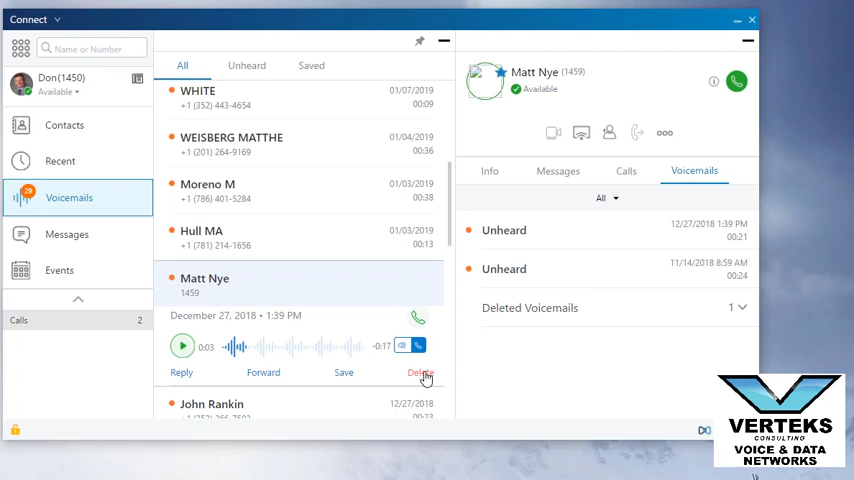 Connect
Name or Number
Don(1450)
Available
Contacts
Recent
29
Voicemails
Messages
Events
Calls 2
All Unheard Saved
WHITE 01/07/2019
+1 (352) 443-4654 00:09
WEISBERG MATTHE 01/04/2019
+1 (201) 264-9169 00:36
Moreno M 01/03/2019
+1 (786) 401-5284 00:38
Hull MA 01/03/2019
+1 (781) 214-1656 00:13
Matt Nye
1459
December 27, 2018 • 1:39 PM
0:03 -0:17
Reply Forward Save Delete
John Rankin 12/27/2018
00:23
Matt Nye (1459)
Available
Info Messages Calls Voicemails
All
Unheard 12/27/2018 1:39 PM
00:21
Unheard 11/14/2018 8:59 AM
00:24
Deleted Voicemails 1
VERTEKS
CONSULTING
VOICE & DATA
NETWORKS